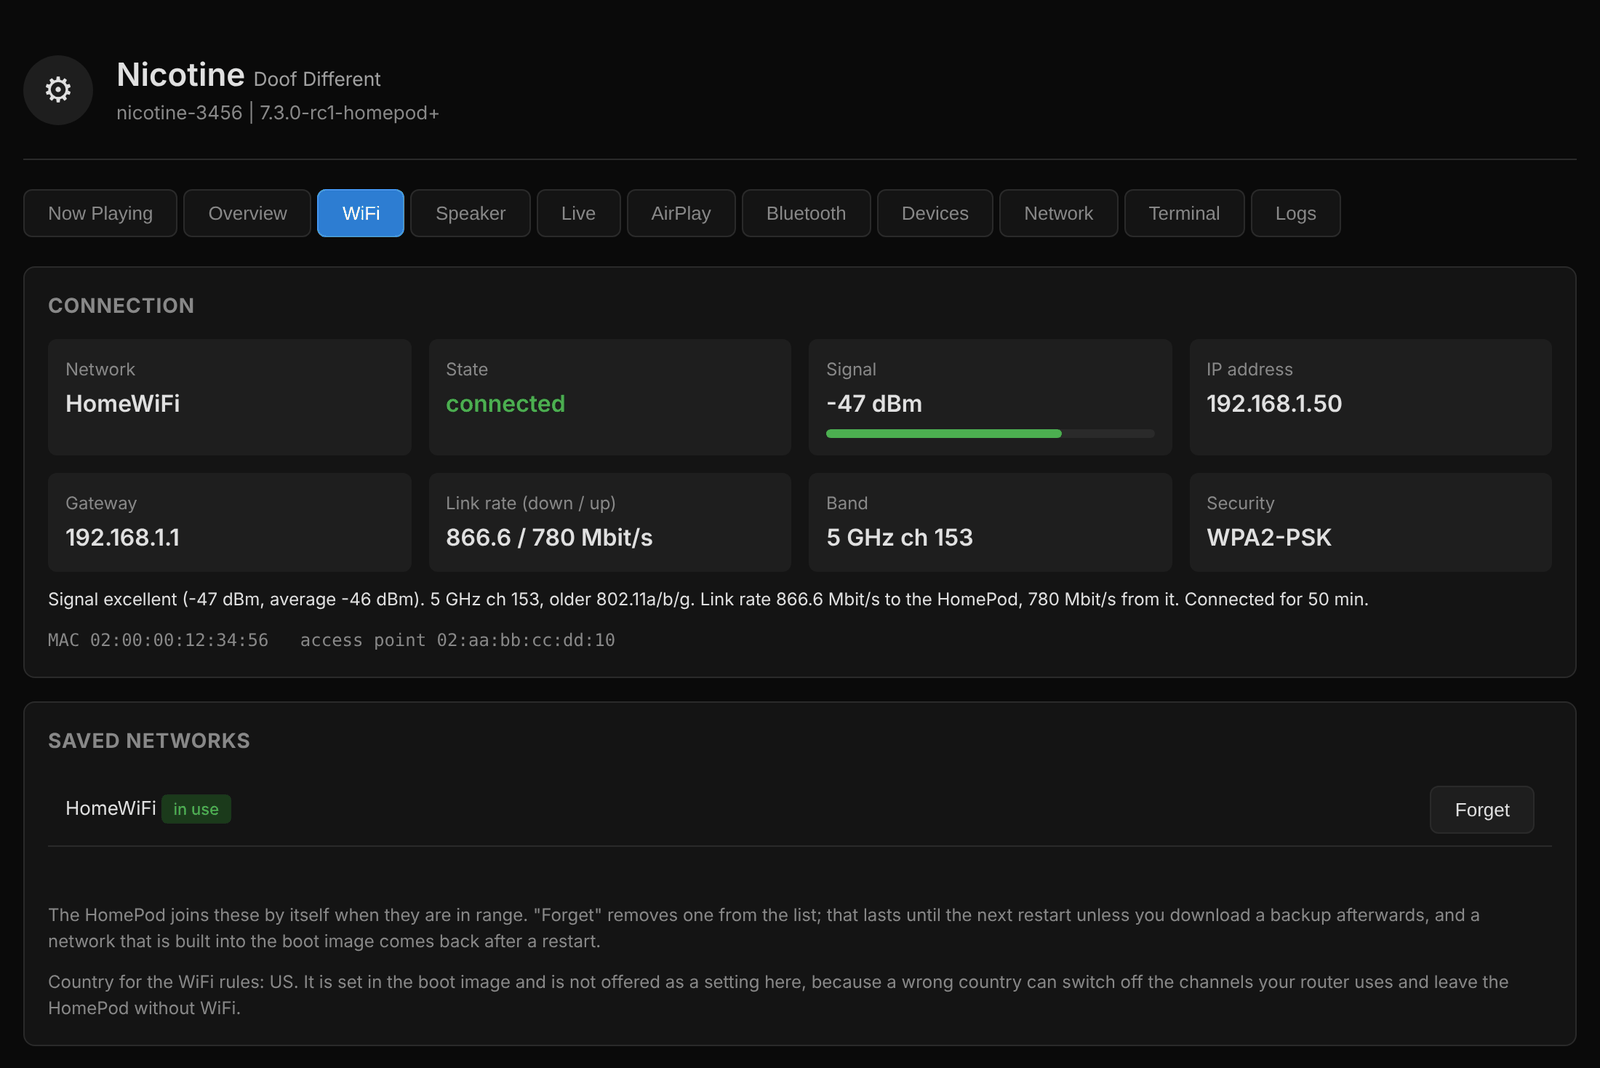 Nicotine Doof Different
nicotine-3456 | 7.3.0-rc1-homepod+
Now Playing
Overview
WiFi
Speaker
Live
AirPlay
Bluetooth
Devices
Network
Terminal
Logs
CONNECTION
Network
HomeWiFi
State
connected
Signal
-47 dBm
IP address
192.168.1.50
Gateway
192.168.1.1
Link rate (down / up)
866.6 / 780 Mbit/s
Band
5 GHz ch 153
Security
WPA2-PSK
Signal excellent (-47 dBm, average -46 dBm). 5 GHz ch 153, older 802.11a/b/g. Link rate 866.6 Mbit/s to the HomePod, 780 Mbit/s from it. Connected for 50 min.
MAC 02:00:00:12:34:56 access point 02:aa:bb:cc:dd:10
SAVED NETWORKS
HomeWiFi in use
Forget
The HomePod joins these by itself when they are in range. "Forget" removes one from the list; that lasts until the next restart unless you download a backup afterwards, and a
network that is built into the boot image comes back after a restart.
Country for the WiFi rules: US. It is set in the boot image and is not offered as a setting here, because a wrong country can switch off the channels your router uses and leave the
HomePod without WiFi.